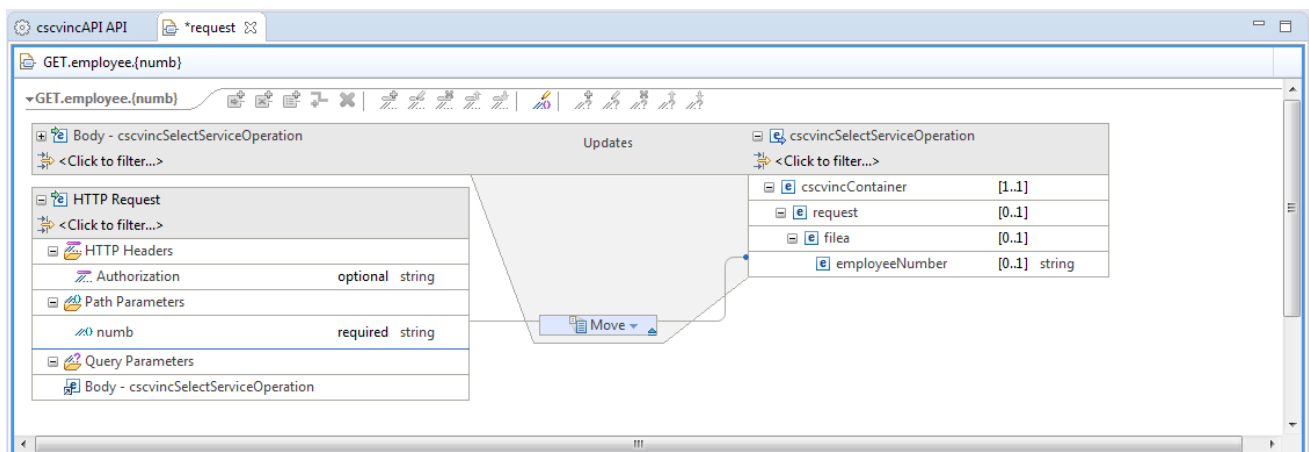 cscvincAPI API
*request
GET.employee.{numb}
GET.employee.{numb}
Body - cscvincSelectServiceOperation
<Click to filter...>
Updates
cscvincSelectServiceOperation
<Click to filter...>
HTTP Request
<Click to filter...>
HTTP Headers
Authorization optional string
Path Parameters
numb required string
Query Parameters
Body - cscvincSelectServiceOperation
Move
cscvincContainer [1..1]
request [0..1]
filea [0..1]
employeeNumber [0..1] string